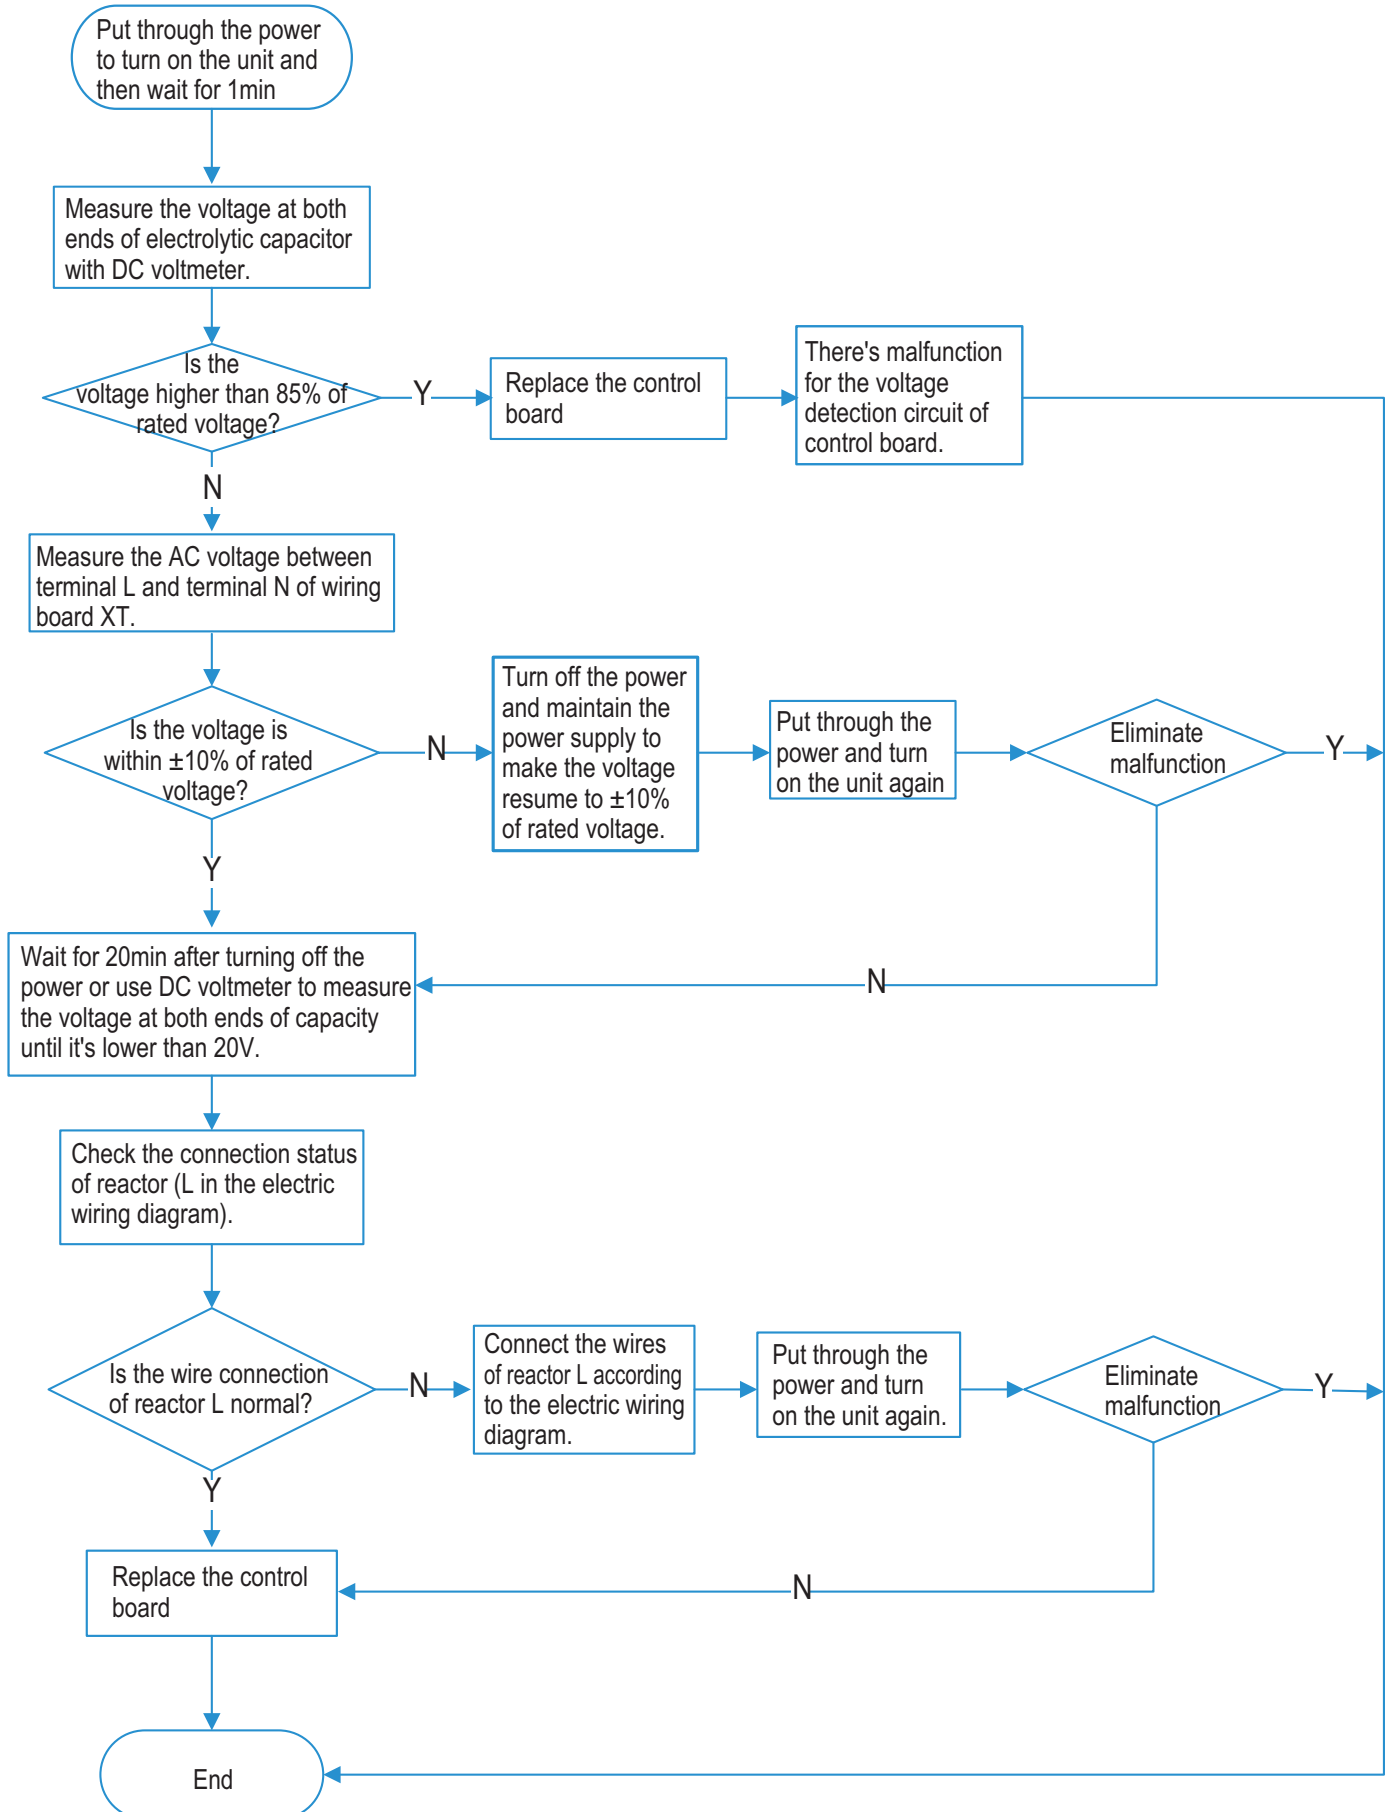 Put through the power
to turn on the unit and
then wait for 1min
Measure the voltage at both
ends of electrolytic capacitor
with DC voltmeter.
Is the
voltage higher than 85% of
rated voltage?
Y
Replace the control
board
There's malfunction
for the voltage
detection circuit of
control board.
N
Measure the AC voltage between
terminal L and terminal N of wiring
board XT.
Is the voltage is
within ±10% of rated
voltage?
N
Turn off the power
and maintain the
power supply to
make the voltage
resume to ±10%
of rated voltage.
Put through the
power and turn
on the unit again
Eliminate
malfunction
Y
Y
N
Wait for 20min after turning off the
power or use DC voltmeter to measure
the voltage at both ends of capacity
until it's lower than 20V.
Check the connection status
of reactor (L in the electric
wiring diagram).
Is the wire connection
of reactor L normal?
N
Connect the wires
of reactor L according
to the electric wiring
diagram.
Put through the
power and turn
on the unit again.
Eliminate
malfunction
Y
Y
N
Replace the control
board
End